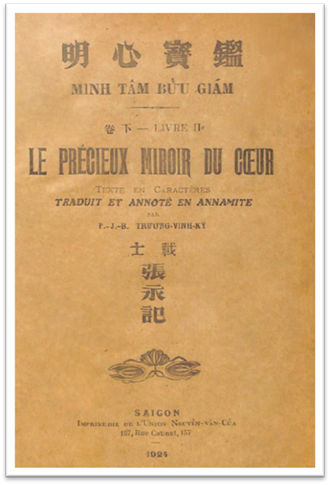 明心寶鑑
MINH TÂM BỬU GIÁM
卷下 — LIVRE II
LE PRÉCIEUX MIROIR DU CŒUR
TEXTE EN CARACTÈRES
TRADUIT ET ANNOTÉ EN ANNAMITE
PAR
P.-J.-B. TRƯƠNG-VĨNH-KÝ
士載
張
永
記
SAIGON
IMPRIMERIE DE L'UNION NGUYỄN-VĂN-CỦA
157, Rue Catinat, 157
1924